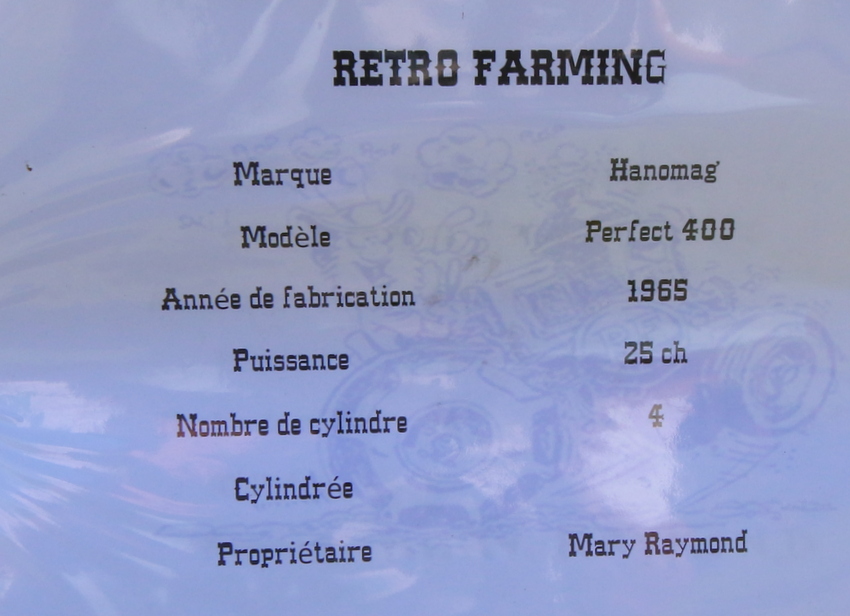 RETRO FARMING
Marque Hanomag
Modèle Perfect 400
Année de fabrication 1965
Puissance 25 ch
Nombre de cylindre 4
Cylindrée
Propriétaire Mary Raymond